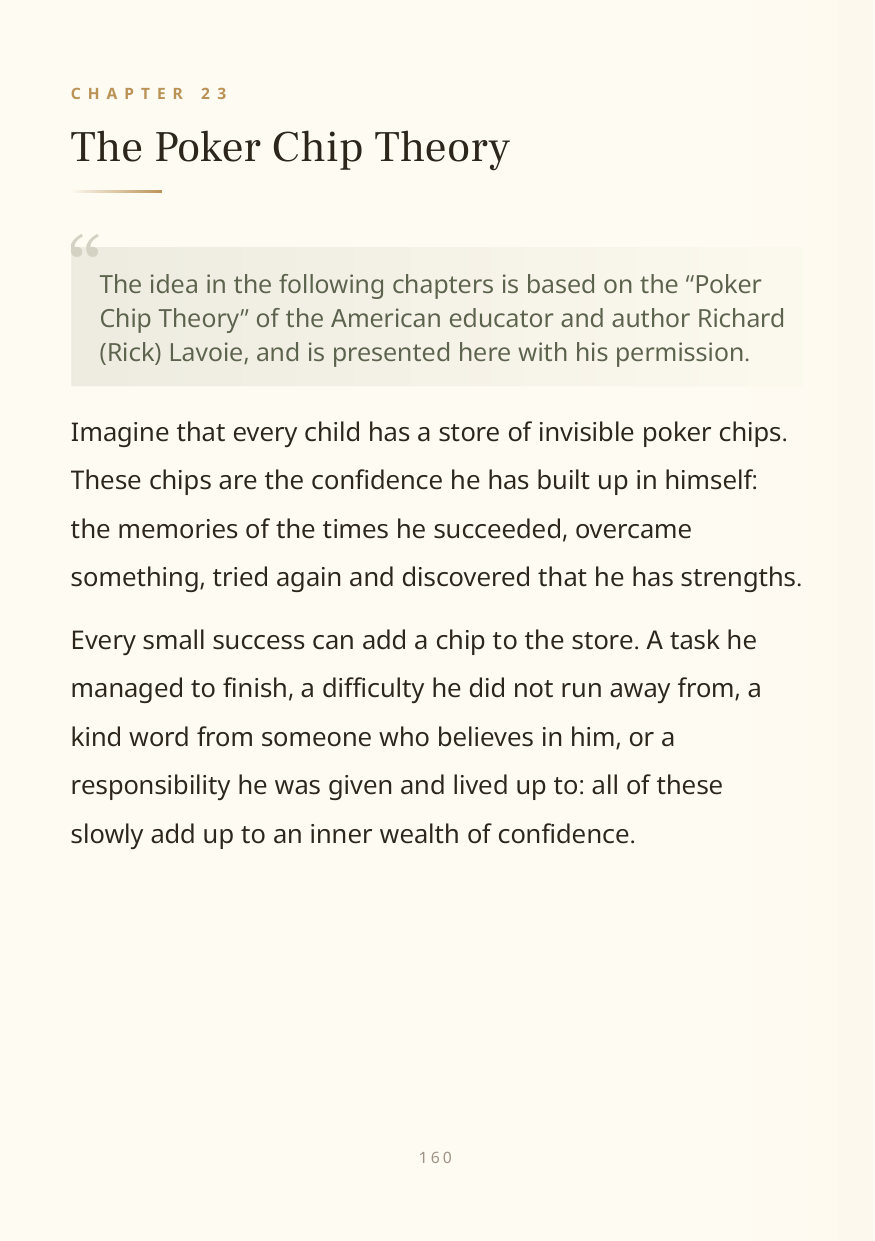 CHAPTER 23
The Poker Chip Theory
“
The idea in the following chapters is based on the “Poker
Chip Theory” of the American educator and author Richard
(Rick) Lavoie, and is presented here with his permission.
Imagine that every child has a store of invisible poker chips.
These chips are the confidence he has built up in himself:
the memories of the times he succeeded, overcame
something, tried again and discovered that he has strengths.
Every small success can add a chip to the store. A task he
managed to finish, a difficulty he did not run away from, a
kind word from someone who believes in him, or a
responsibility he was given and lived up to: all of these
slowly add up to an inner wealth of confidence.
160